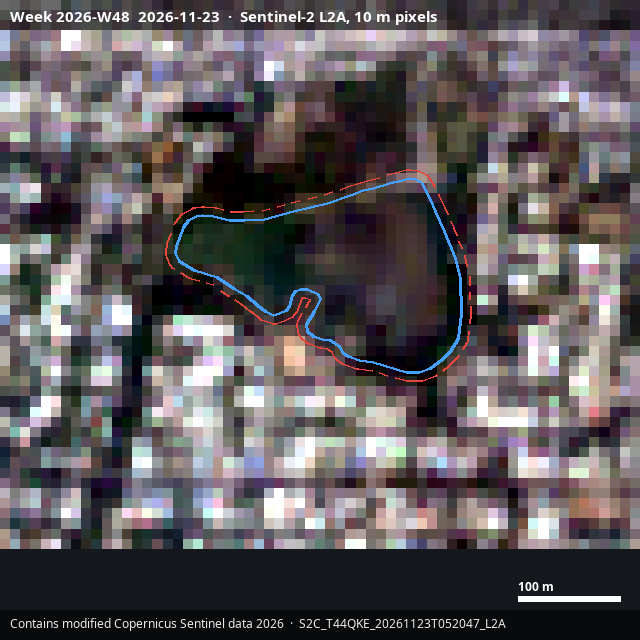 Week 2026-W48  2026-11-23  ·  Sentinel-2 L2A, 10 m pixels
100 m
Contains modified Copernicus Sentinel data 2026  ·  S2C_T44QKE_20261123T052047_L2A